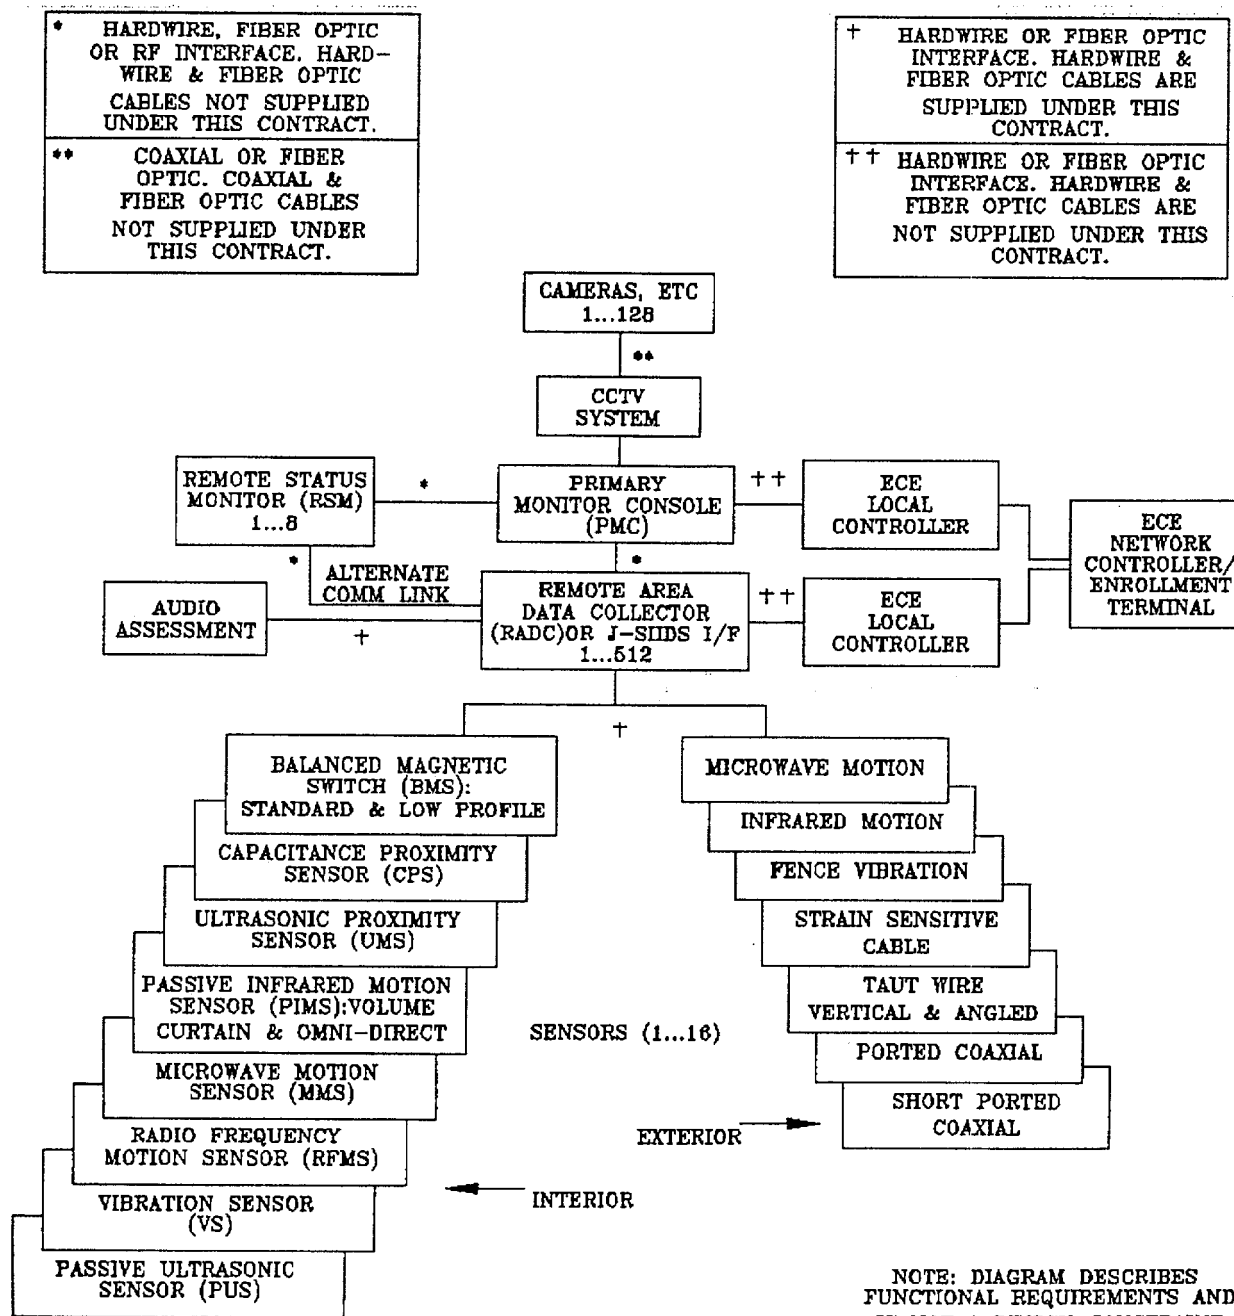 * HARDWIRE, FIBER OPTIC
OR RF INTERFACE. HARD-
WIRE & FIBER OPTIC
CABLES NOT SUPPLIED
UNDER THIS CONTRACT.
** COAXIAL OR FIBER
OPTIC. COAXIAL &
FIBER OPTIC CABLES
NOT SUPPLIED UNDER
THIS CONTRACT.
† HARDWIRE OR FIBER OPTIC
INTERFACE. HARDWIRE &
FIBER OPTIC CABLES ARE
SUPPLIED UNDER THIS
CONTRACT.
†† HARDWIRE OR FIBER OPTIC
INTERFACE. HARDWIRE &
FIBER OPTIC CABLES ARE
NOT SUPPLIED UNDER THIS
CONTRACT.
CAMERAS, ETC
1...128
**
CCTV
SYSTEM
REMOTE STATUS
MONITOR (RSM)
1...8
*
PRIMARY
MONITOR CONSOLE
(PMC)
††
ECE
LOCAL
CONTROLLER
ECE
NETWORK
CONTROLLER/
ENROLLMENT
TERMINAL
*
ALTERNATE
COMM LINK
*
AUDIO
ASSESSMENT
†
REMOTE AREA
DATA COLLECTOR
(RADC)OR J-SIIDS I/F
1...512
††
ECE
LOCAL
CONTROLLER
†
BALANCED MAGNETIC
SWITCH (BMS):
STANDARD & LOW PROFILE
CAPACITANCE PROXIMITY
SENSOR (CPS)
ULTRASONIC PROXIMITY
SENSOR (UMS)
PASSIVE INFRARED MOTION
SENSOR (PIMS):VOLUME
CURTAIN & OMNI-DIRECT
MICROWAVE MOTION
SENSOR (MMS)
RADIO FREQUENCY
MOTION SENSOR (RFMS)
VIBRATION SENSOR
(VS)
PASSIVE ULTRASONIC
SENSOR (PUS)
SENSORS (1...16)
MICROWAVE MOTION
INFRARED MOTION
FENCE VIBRATION
STRAIN SENSITIVE
CABLE
TAUT WIRE
VERTICAL & ANGLED
PORTED COAXIAL
SHORT PORTED
COAXIAL
EXTERIOR
INTERIOR
NOTE: DIAGRAM DESCRIBES
FUNCTIONAL REQUIREMENTS AND